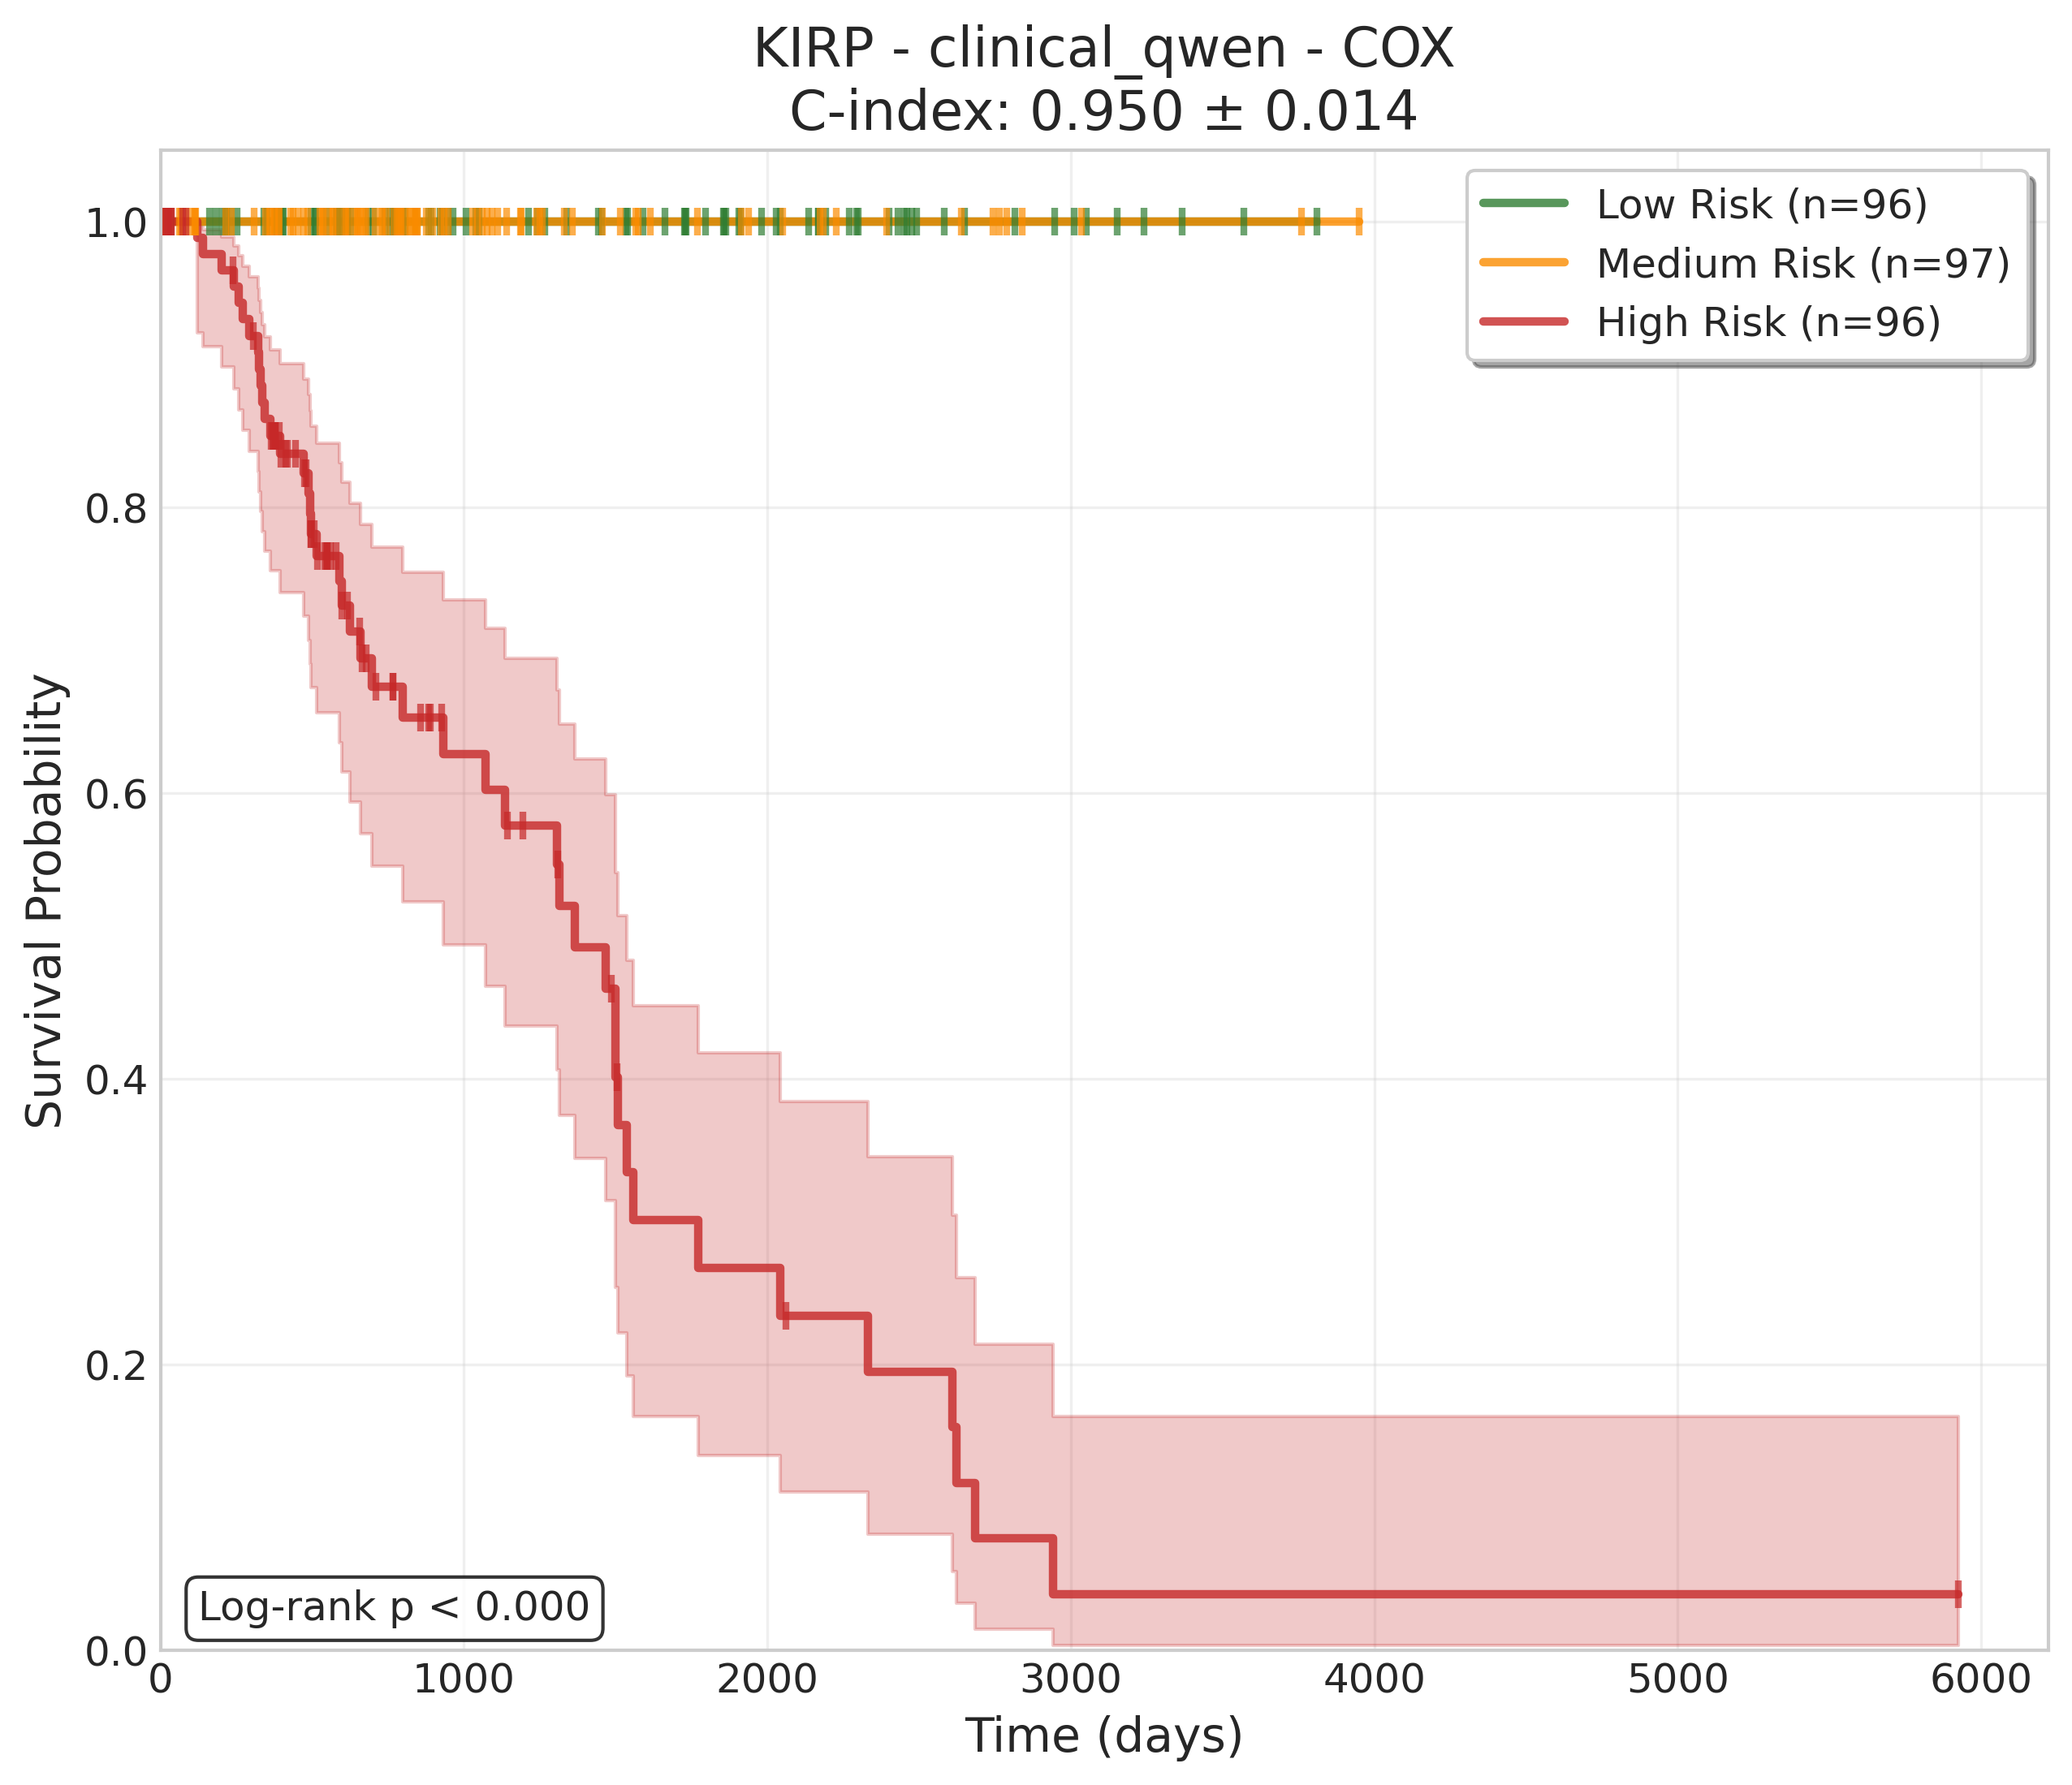 KIRP - clinical_qwen - COX
C-index: 0.950 ± 0.014
Low Risk (n=96)
Medium Risk (n=97)
High Risk (n=96)
Survival Probability
1.0
0.8
0.6
0.4
0.2
0.0
Log-rank p < 0.000
0 1000 2000 3000 4000 5000 6000
Time (days)